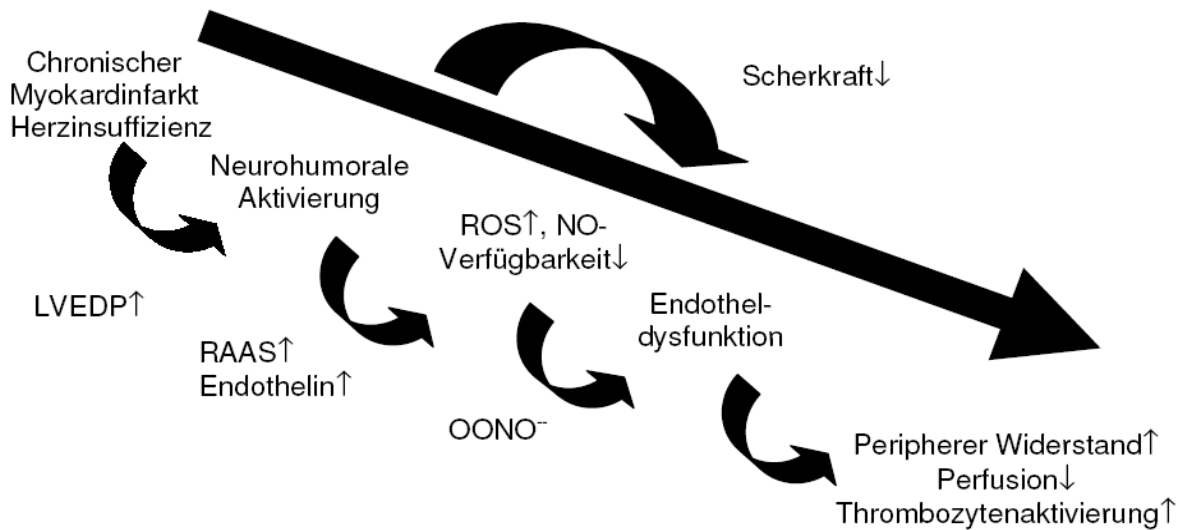 Chronischer
Myokardinfarkt
Herzinsuffizienz
Scherkraft↓
Neurohumorale
Aktivierung
ROS↑, NO-
Verfügbarkeit↓
LVEDP↑
Endothel-
dysfunktion
RAAS↑
Endothelin↑
OONO--
Peripherer Widerstand↑
Perfusion↓
Thrombozytenaktivierung↑